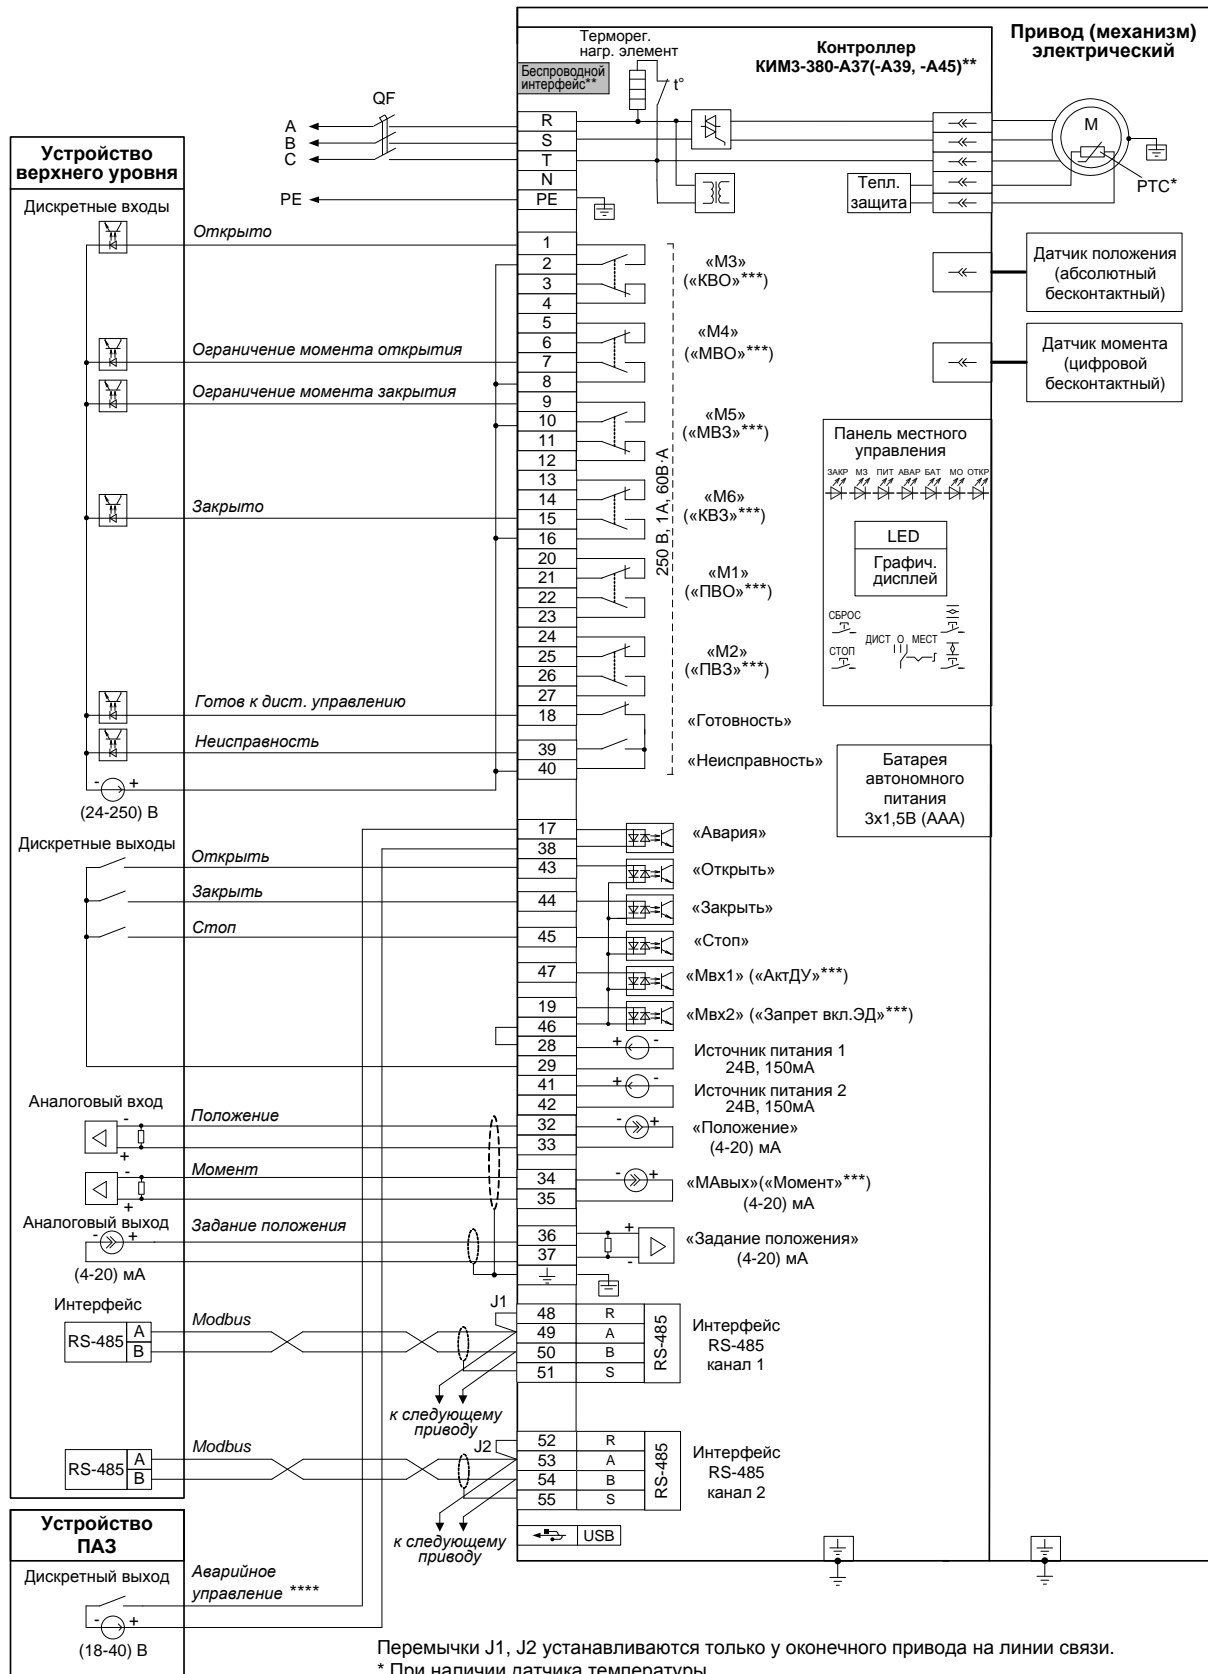 Привод (механизм)
электрический
Контроллер
КИМ3-380-А37(-А39, -А45)**
Терморег.
нагр. элемент
t°
Беспроводной
интерфейс**
QF
A
B
C
PE
R
S
T
N
PE
Тепл.
защита
M
PTC*
Устройство
верхнего уровня
Дискретные входы
Открыто
Ограничение момента открытия
Ограничение момента закрытия
Закрыто
Готов к дист. управлению
Неисправность
- +
(24-250) В
1
2
3
4
5
6
7
8
9
10
11
12
13
14
15
16
20
21
22
23
24
25
26
27
18
39
40
250 В, 1А, 60В·А
«М3»
(«КВО»***)
«М4»
(«МВО»***)
«М5»
(«МВЗ»***)
«М6»
(«КВЗ»***)
«М1»
(«ПВО»***)
«М2»
(«ПВЗ»***)
«Готовность»
«Неисправность»
Датчик положения
(абсолютный
бесконтактный)
Датчик момента
(цифровой
бесконтактный)
Панель местного
управления
ЗАКР МЗ ПИТ АВАР БАТ МО ОТКР
LED
Графич.
дисплей
СБРОС
СТОП
ДИСТ О МЕСТ
Батарея
автономного
питания
3х1,5В (ААА)
Дискретные выходы
Открыть
Закрыть
Стоп
17
38
43
44
45
47
19
46
28
29
41
42
32
33
34
35
36
37
«Авария»
«Открыть»
«Закрыть»
«Стоп»
«Мвх1» («АктДУ»***)
«Мвх2» («Запрет вкл.ЭД»***)
+ -
Источник питания 1
24В, 150мА
+ -
Источник питания 2
24В, 150мА
- +
«Положение»
(4-20) мА
- +
«МАвых»(«Момент»***)
(4-20) мА
+
-
«Задание положения»
(4-20) мА
Аналоговый вход
Положение
-
+
Момент
-
+
Аналоговый выход
Задание положения
- +
(4-20) мА
Интерфейс
RS-485
A
B
Modbus
J1
48 R
49 A
50 B
51 S
RS-485
Интерфейс
RS-485
канал 1
к следующему
приводу
RS-485
A
B
Modbus
J2
52 R
53 A
54 B
55 S
RS-485
Интерфейс
RS-485
канал 2
к следующему
приводу
USB
Устройство
ПАЗ
Дискретный выход
Аварийное
управление ****
- +
(18-40) В
Перемычки J1, J2 устанавливаются только у оконечного привода на линии связи.
* При наличии датчика температуры